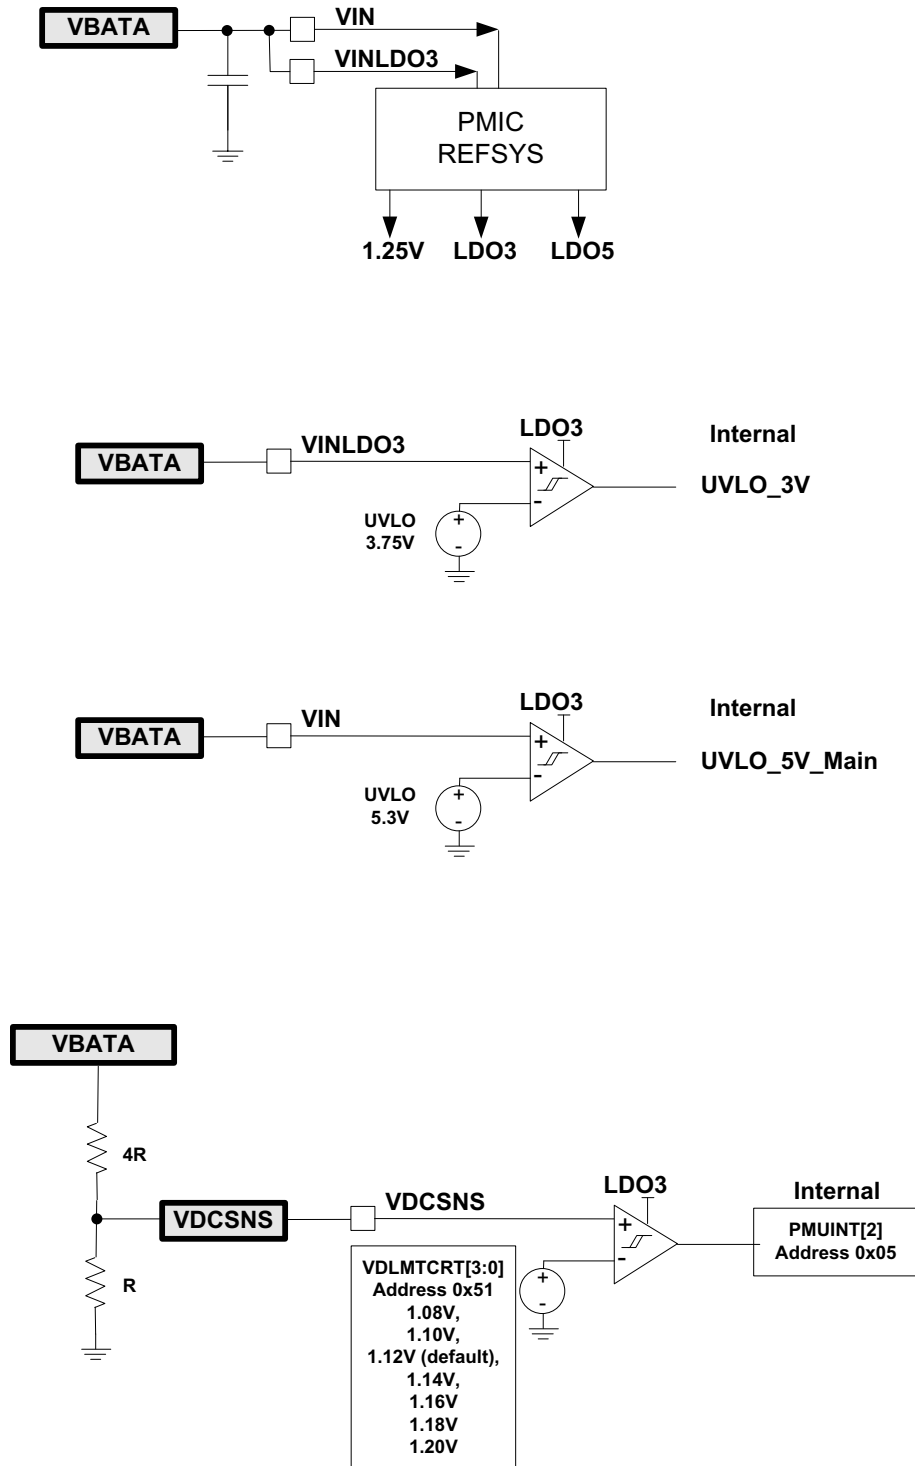 VBATA
VIN
VINLDO3
PMIC
REFSYS
1.25V LDO3 LDO5
LDO3
Internal
VBATA
VINLDO3
+
-
UVLO_3V
UVLO
3.75V
+
-
LDO3
Internal
VBATA
VIN
+
-
UVLO_5V_Main
UVLO
5.3V
+
-
VBATA
4R
R
VDCSNS
VDCSNS
LDO3
+
-
+
-
Internal
PMUINT[2]
Address 0x05
VDLMTCRT[3:0]
Address 0x51
1.08V,
1.10V,
1.12V (default),
1.14V,
1.16V
1.18V
1.20V